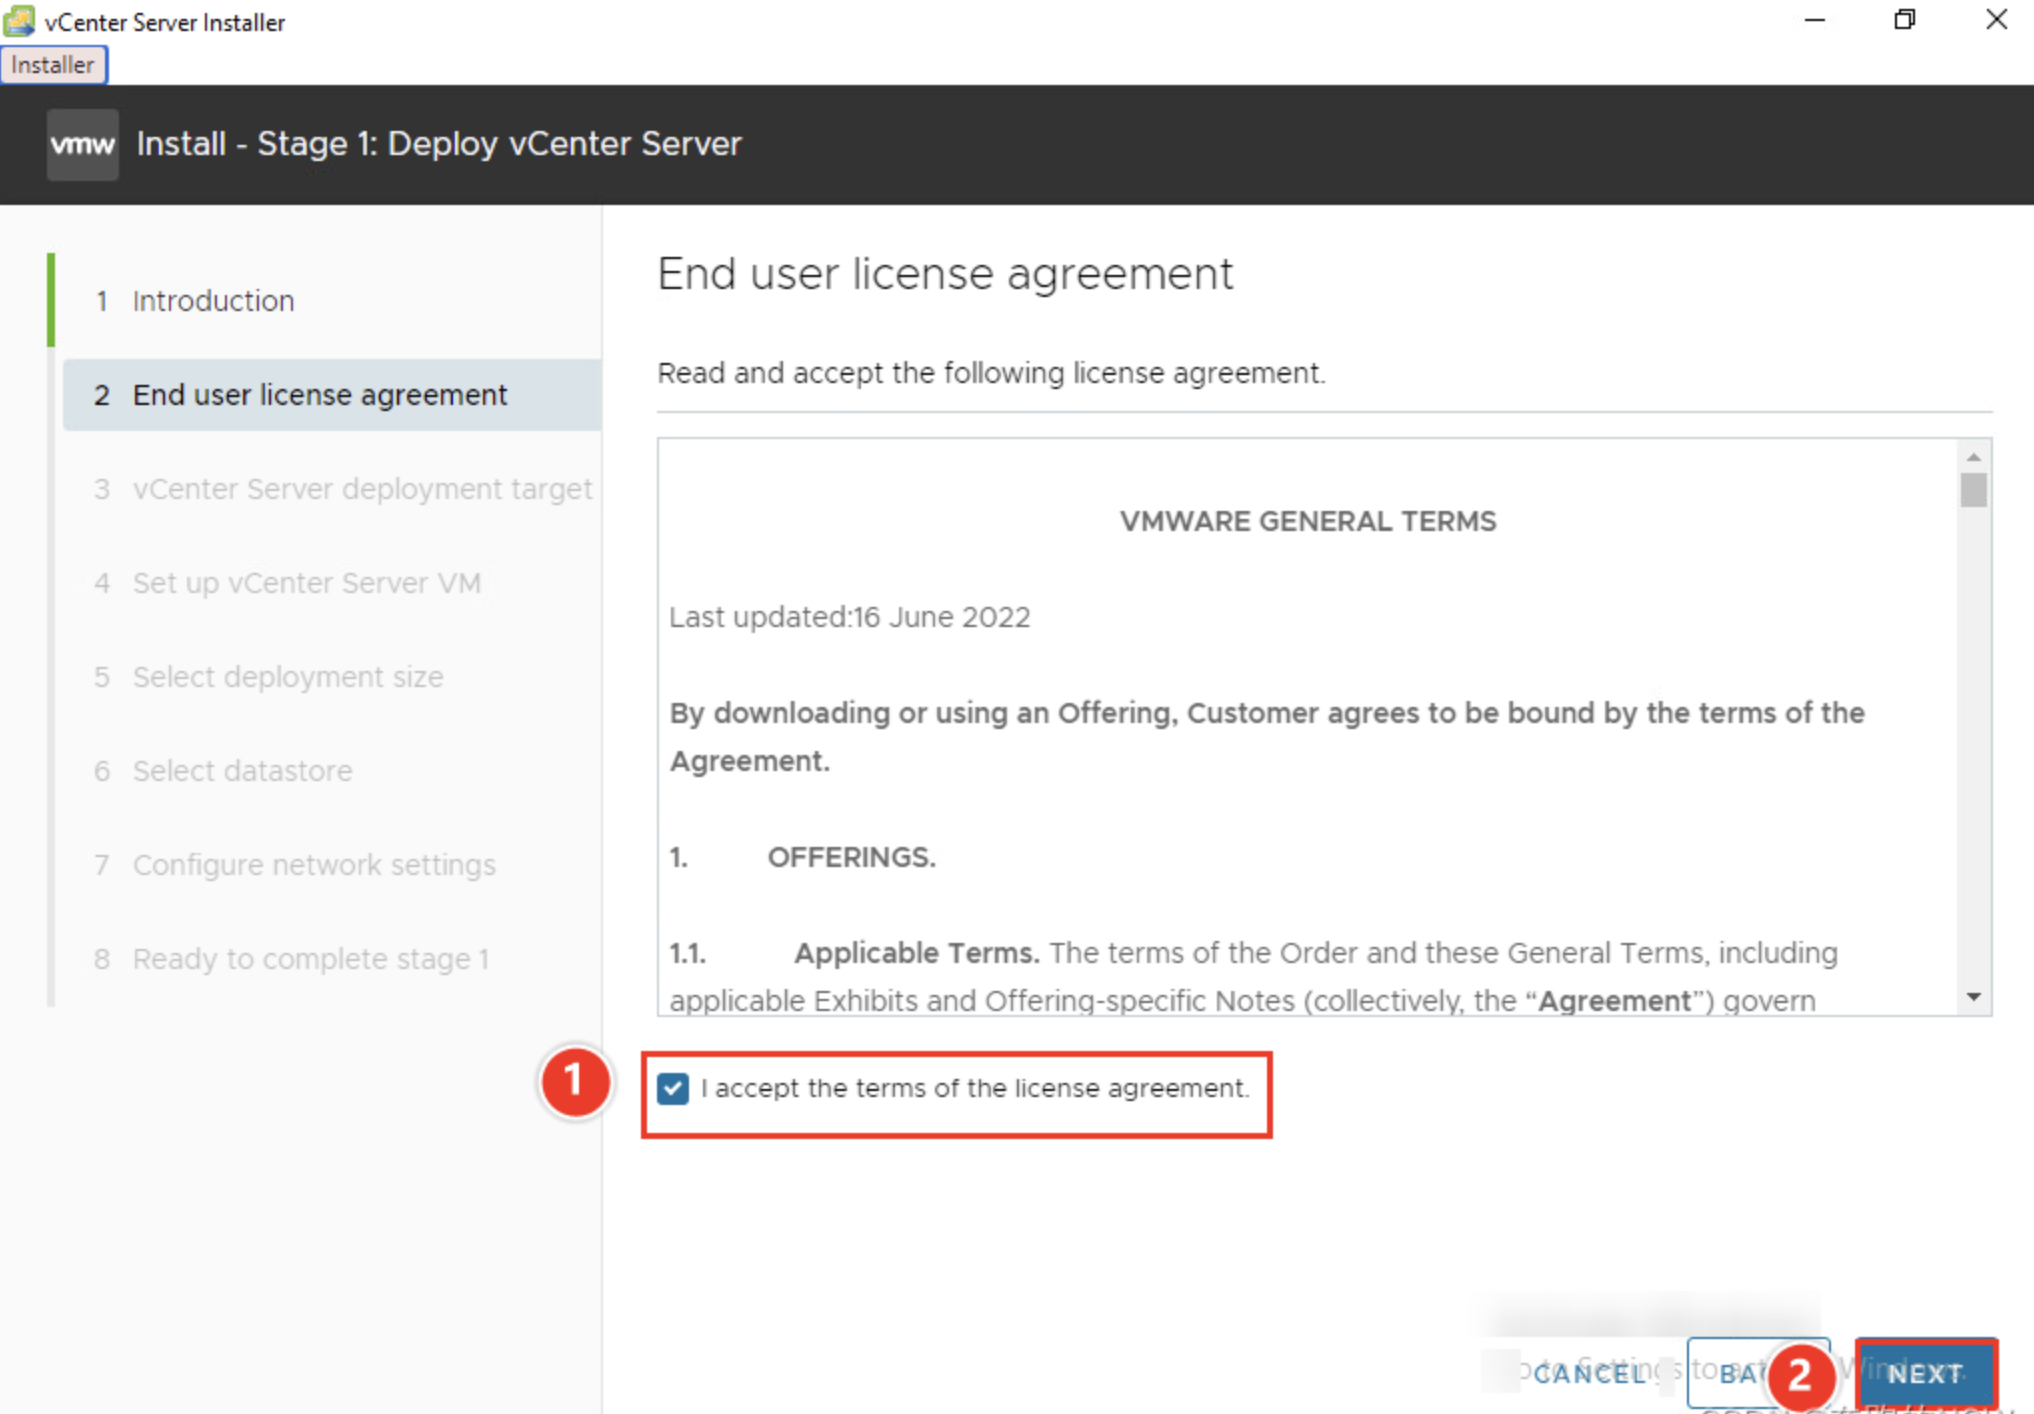 vCenter Server Installer
Installer
vmw Install - Stage 1: Deploy vCenter Server
1 Introduction
2 End user license agreement
3 vCenter Server deployment target
4 Set up vCenter Server VM
5 Select deployment size
6 Select datastore
7 Configure network settings
8 Ready to complete stage 1
End user license agreement
Read and accept the following license agreement.
VMWARE GENERAL TERMS
Last updated:16 June 2022
By downloading or using an Offering, Customer agrees to be bound by the terms of the
Agreement.
1. OFFERINGS.
1.1. Applicable Terms. The terms of the Order and these General Terms, including
applicable Exhibits and Offering-specific Notes (collectively, the “Agreement”) govern
1
I accept the terms of the license agreement.
to Settings to Windows.
CANCEL
2
NEXT